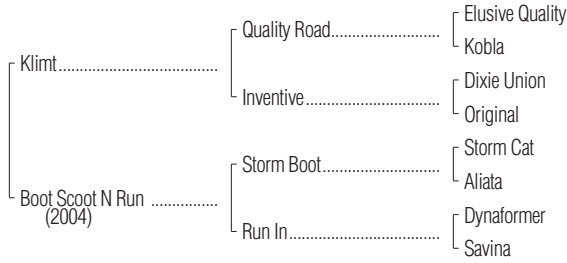 Elusive Quality
Quality Road
Kobla
Klimt
Dixie Union
Inventive
Original
Storm Cat
Storm Boot
Aliata
Boot Scoot N Run
(2004)
Dynaformer
Run In
Savina